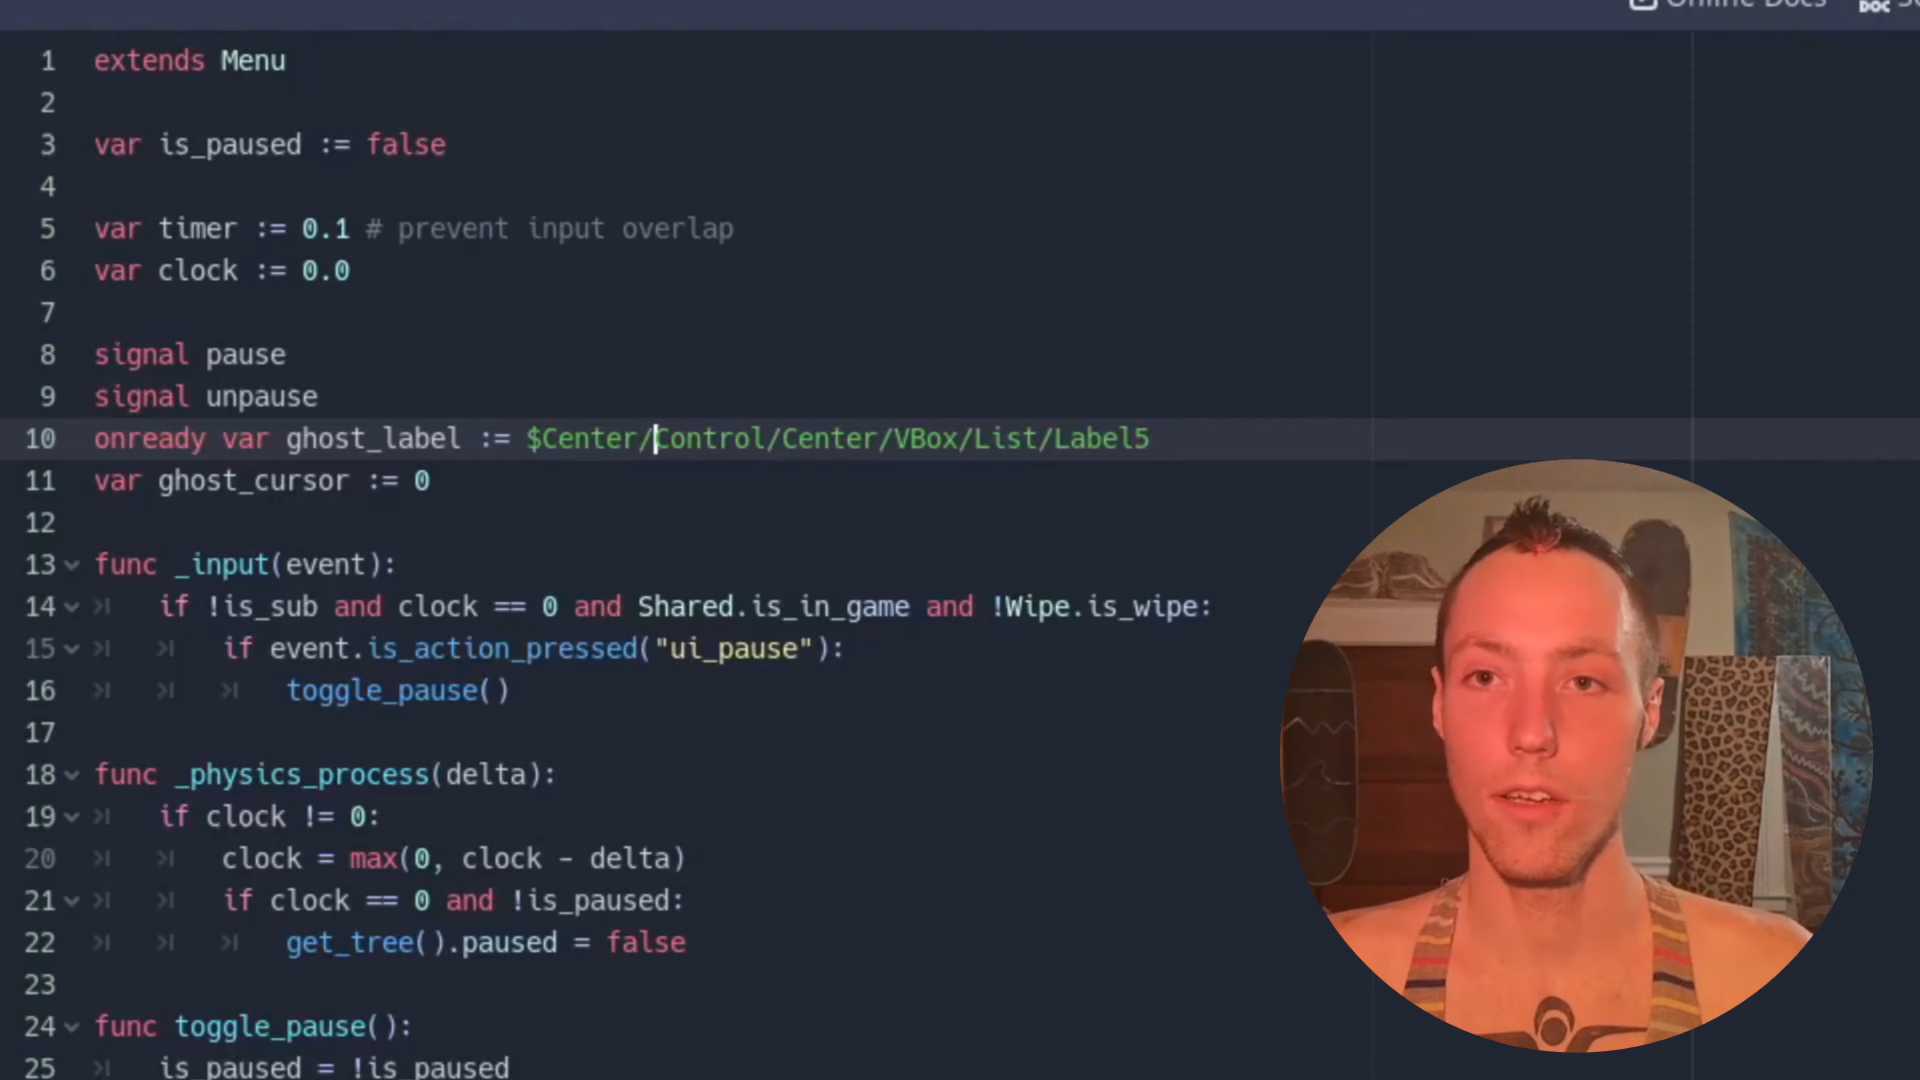 Online Docs
DOC
1 extends Menu
2
3 var is_paused := false
4
5 var timer := 0.1 # prevent input overlap
6 var clock := 0.0
7
8 signal pause
9 signal unpause
10 onready var ghost_label := $Center/Control/Center/VBox/List/Label5
11 var ghost_cursor := 0
12
13 func _input(event):
14 if !is_sub and clock == 0 and Shared.is_in_game and !Wipe.is_wipe:
15 if event.is_action_pressed("ui_pause"):
16 toggle_pause()
17
18 func _physics_process(delta):
19 if clock != 0:
20 clock = max(0, clock - delta)
21 if clock == 0 and !is_paused:
22 get_tree().paused = false
23
24 func toggle_pause():
25 is_paused = !is_paused